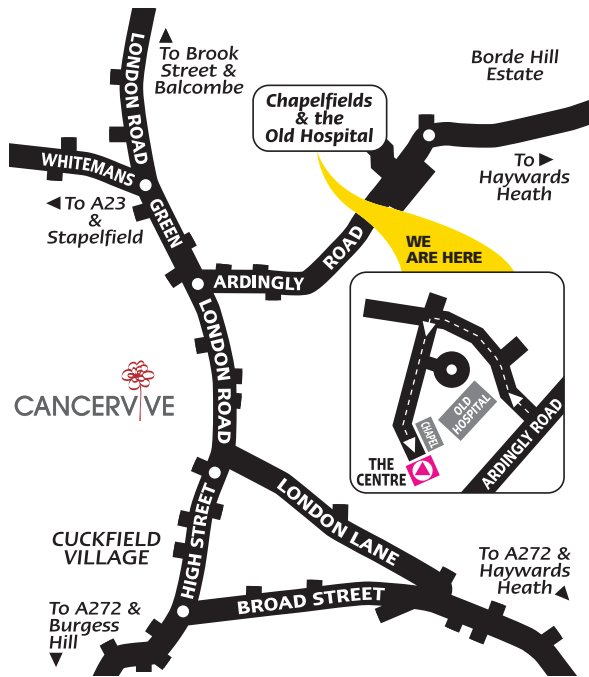 LONDON ROAD
To Brook
Street &
Balcombe
Borde Hill
Estate
Chapelfields
& the
Old Hospital
WHITEMANS
GREEN
To A23
&
Stapelfield
To
Haywards
Heath
ARDINGLY
ROAD
WE
ARE HERE
LONDON ROAD
CANCERVIVE
CHAPEL
OLD
HOSPITAL
THE
CENTRE
ARDINGLY ROAD
HIGH STREET
LONDON LANE
CUCKFIELD
VILLAGE
BROAD STREET
To A272 &
Haywards
Heath
To A272 &
Burgess
Hill